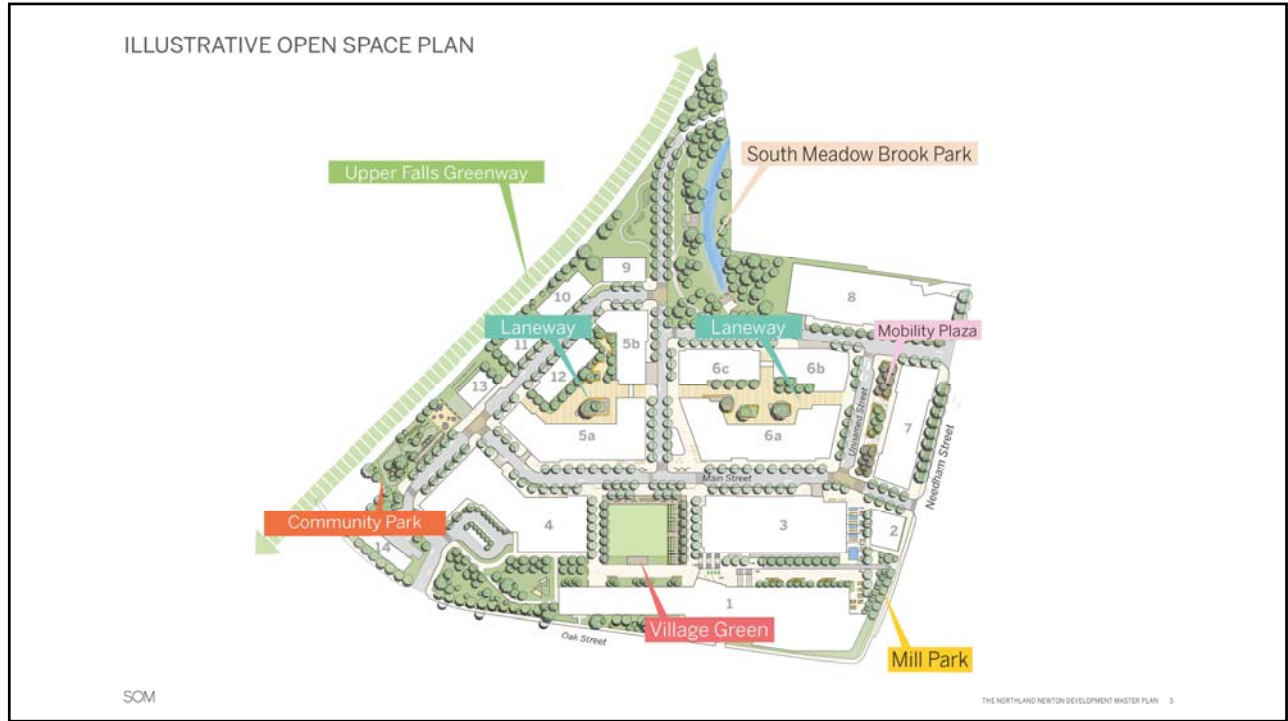 ILLUSTRATIVE OPEN SPACE PLAN
South Meadow Brook Park
Upper Falls Greenway
9
10
8
Laneway
Laneway
Mobility Plaza
11
5b
6c
6b
12
13
7
Unnamed Street
5a
6a
Needham Street
Main Street
Community Park
4
3
2
14
1
Village Green
Oak Street
Mill Park
SOM
THE NORTHLAND NEWTON DEVELOPMENT MASTER PLAN 5